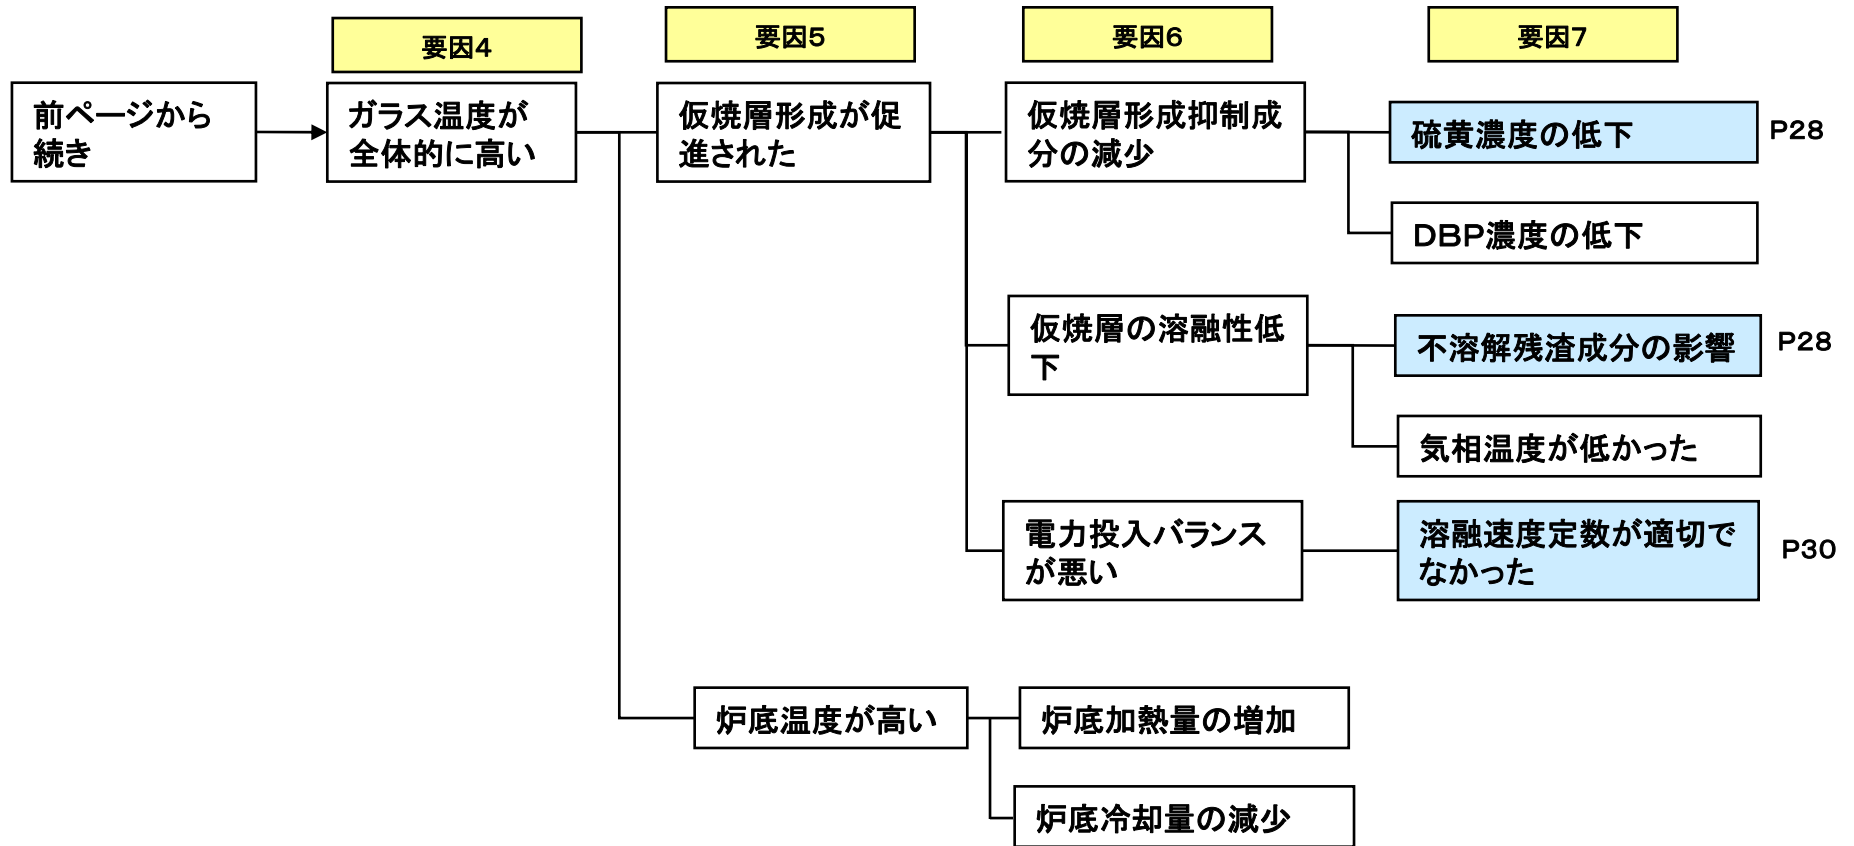 要因4
要因5
要因6
要因7
前ページから
続き
ガラス温度が
全体的に高い
仮焼層形成が促
進された
仮焼層形成抑制成
分の減少
硫黄濃度の低下
P28
DBP濃度の低下
仮焼層の溶融性低
下
不溶解残渣成分の影響
P28
気相温度が低かった
電力投入バランス
が悪い
溶融速度定数が適切で
なかった
P30
炉底温度が高い
炉底加熱量の増加
炉底冷却量の減少